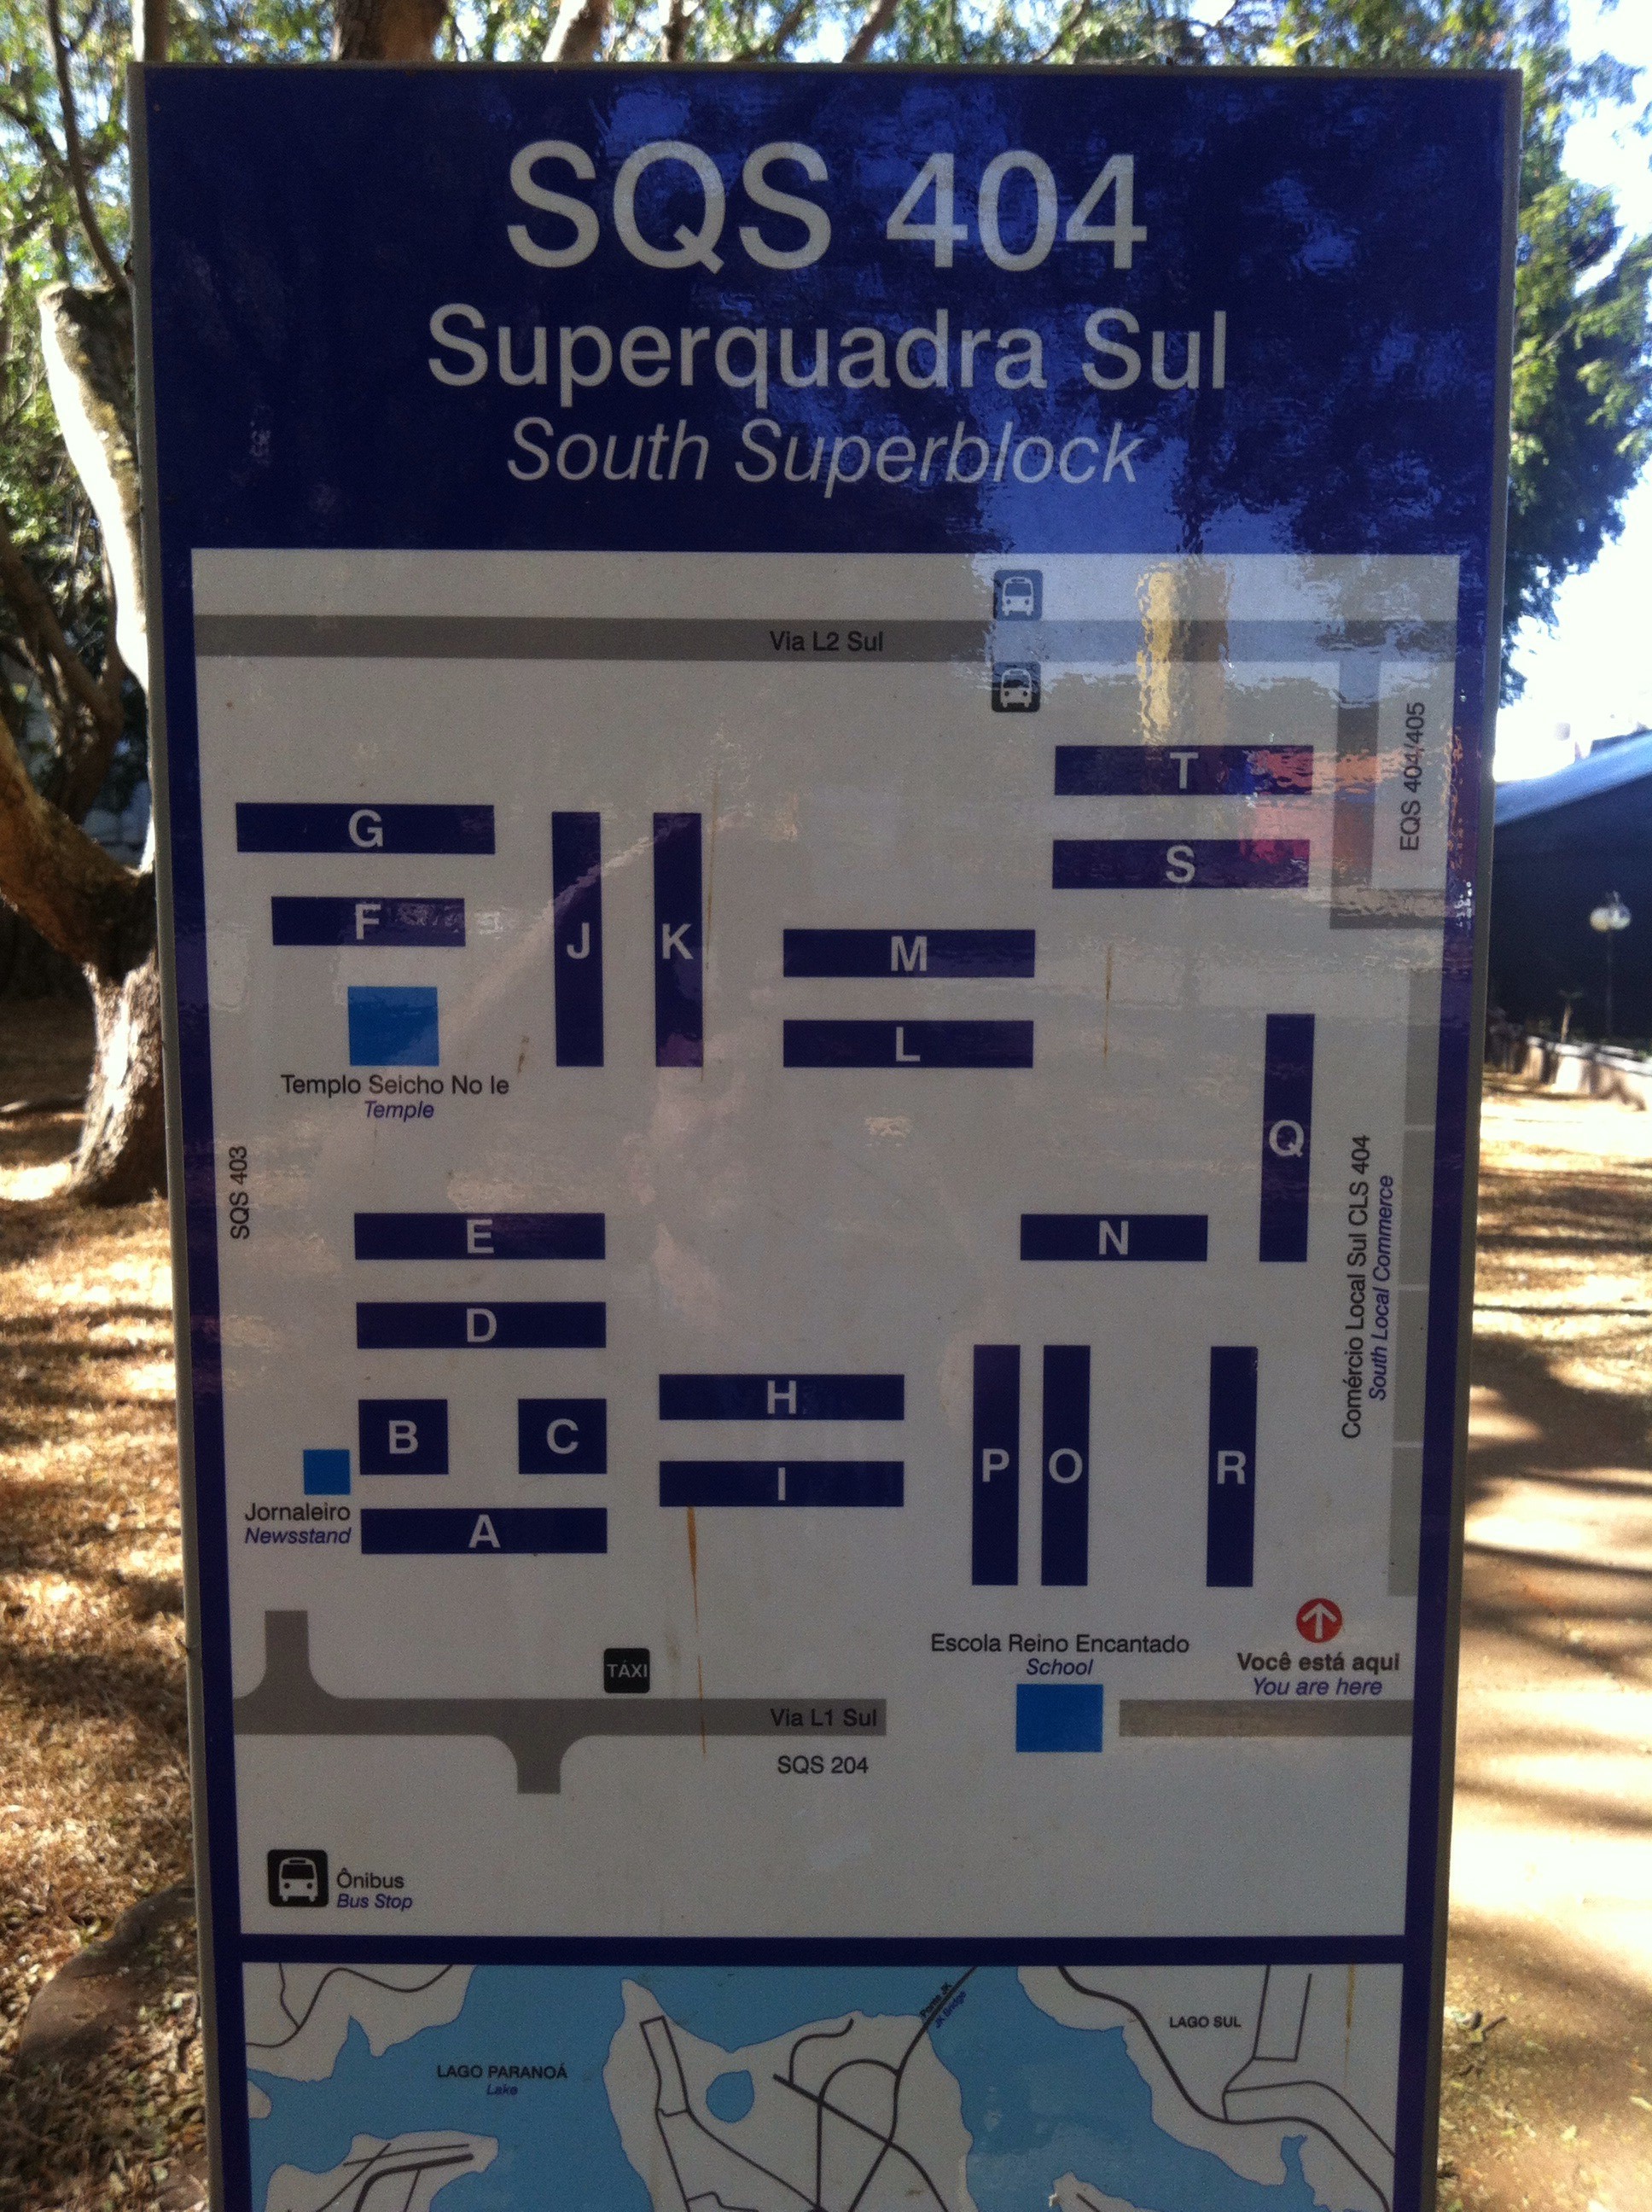 SQS 404
Superquadra Sul
South Superblock
Via L2 Sul
EQS 404/405
T
G
S
F
J
K
M
L
Templo Seicho No Ie
Temple
Q
SQS 403
E
N
D
Comércio Local Sul CLS 404
South Local Commerce
H
B
C
P
O
R
I
Jornaleiro
Newsstand
A
Escola Reino Encantado
School
TÁXI
Você está aqui
You are here
Via L1 Sul
SQS 204
Ônibus
Bus Stop
Ponte JK
JK Bridge
LAGO SUL
LAGO PARANOÁ
Lake